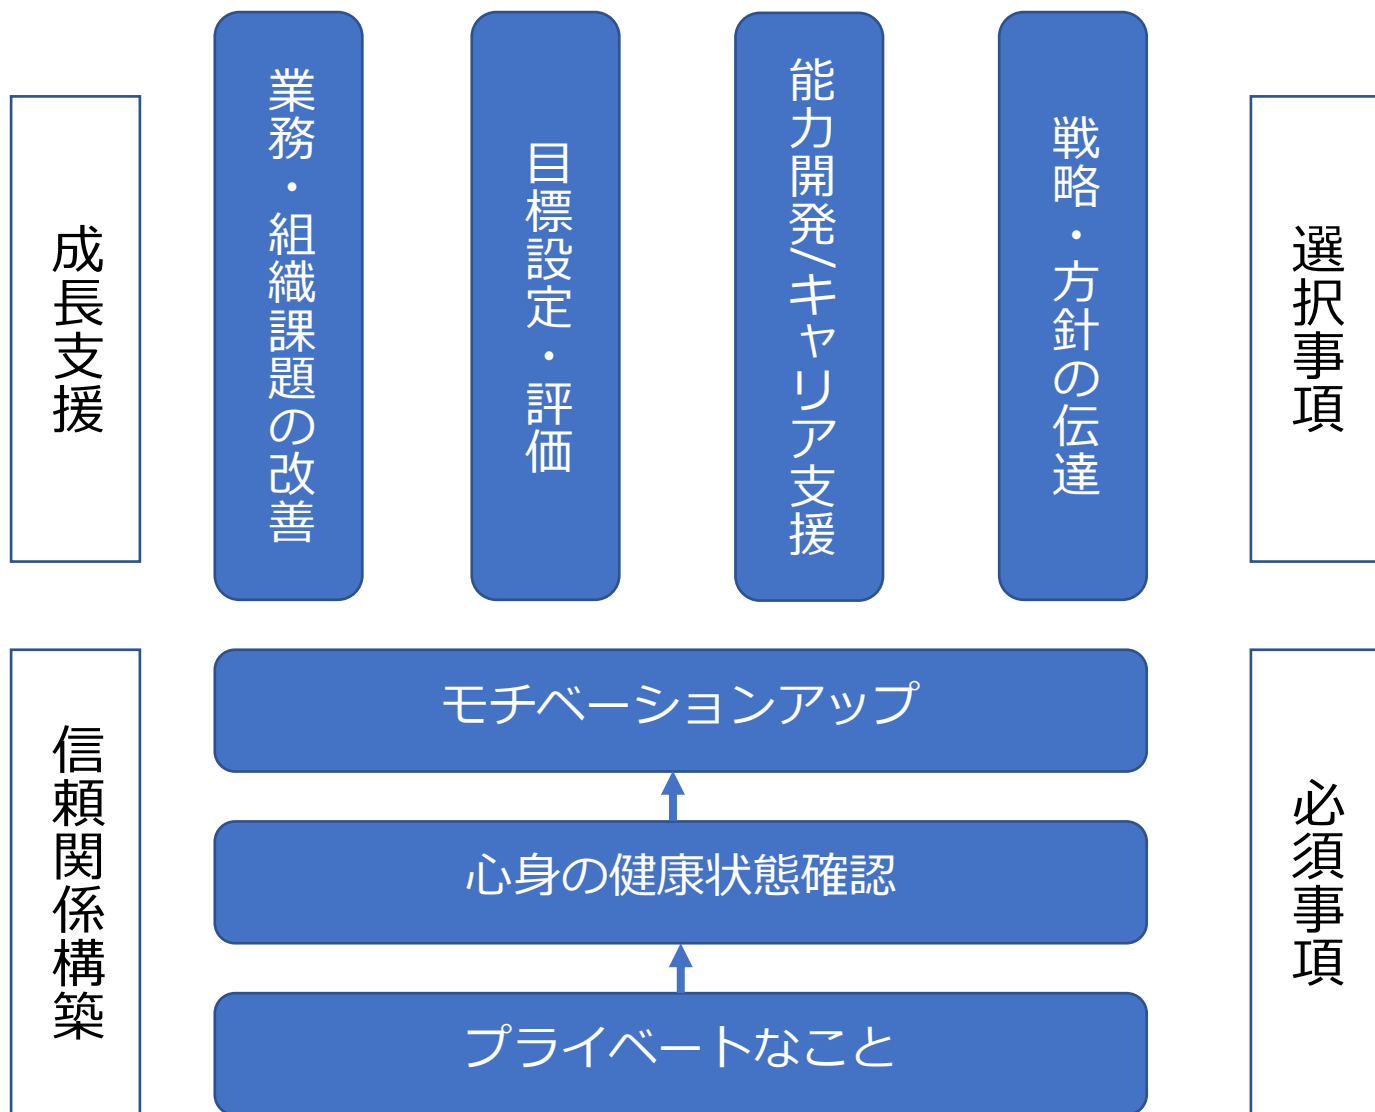 成長支援
業務・組織課題の改善
目標設定・評価
能力開発/キャリア支援
戦略・方針の伝達
選択事項
信頼関係構築
モチベーションアップ
心身の健康状態確認
プライベートなこと
必須事項